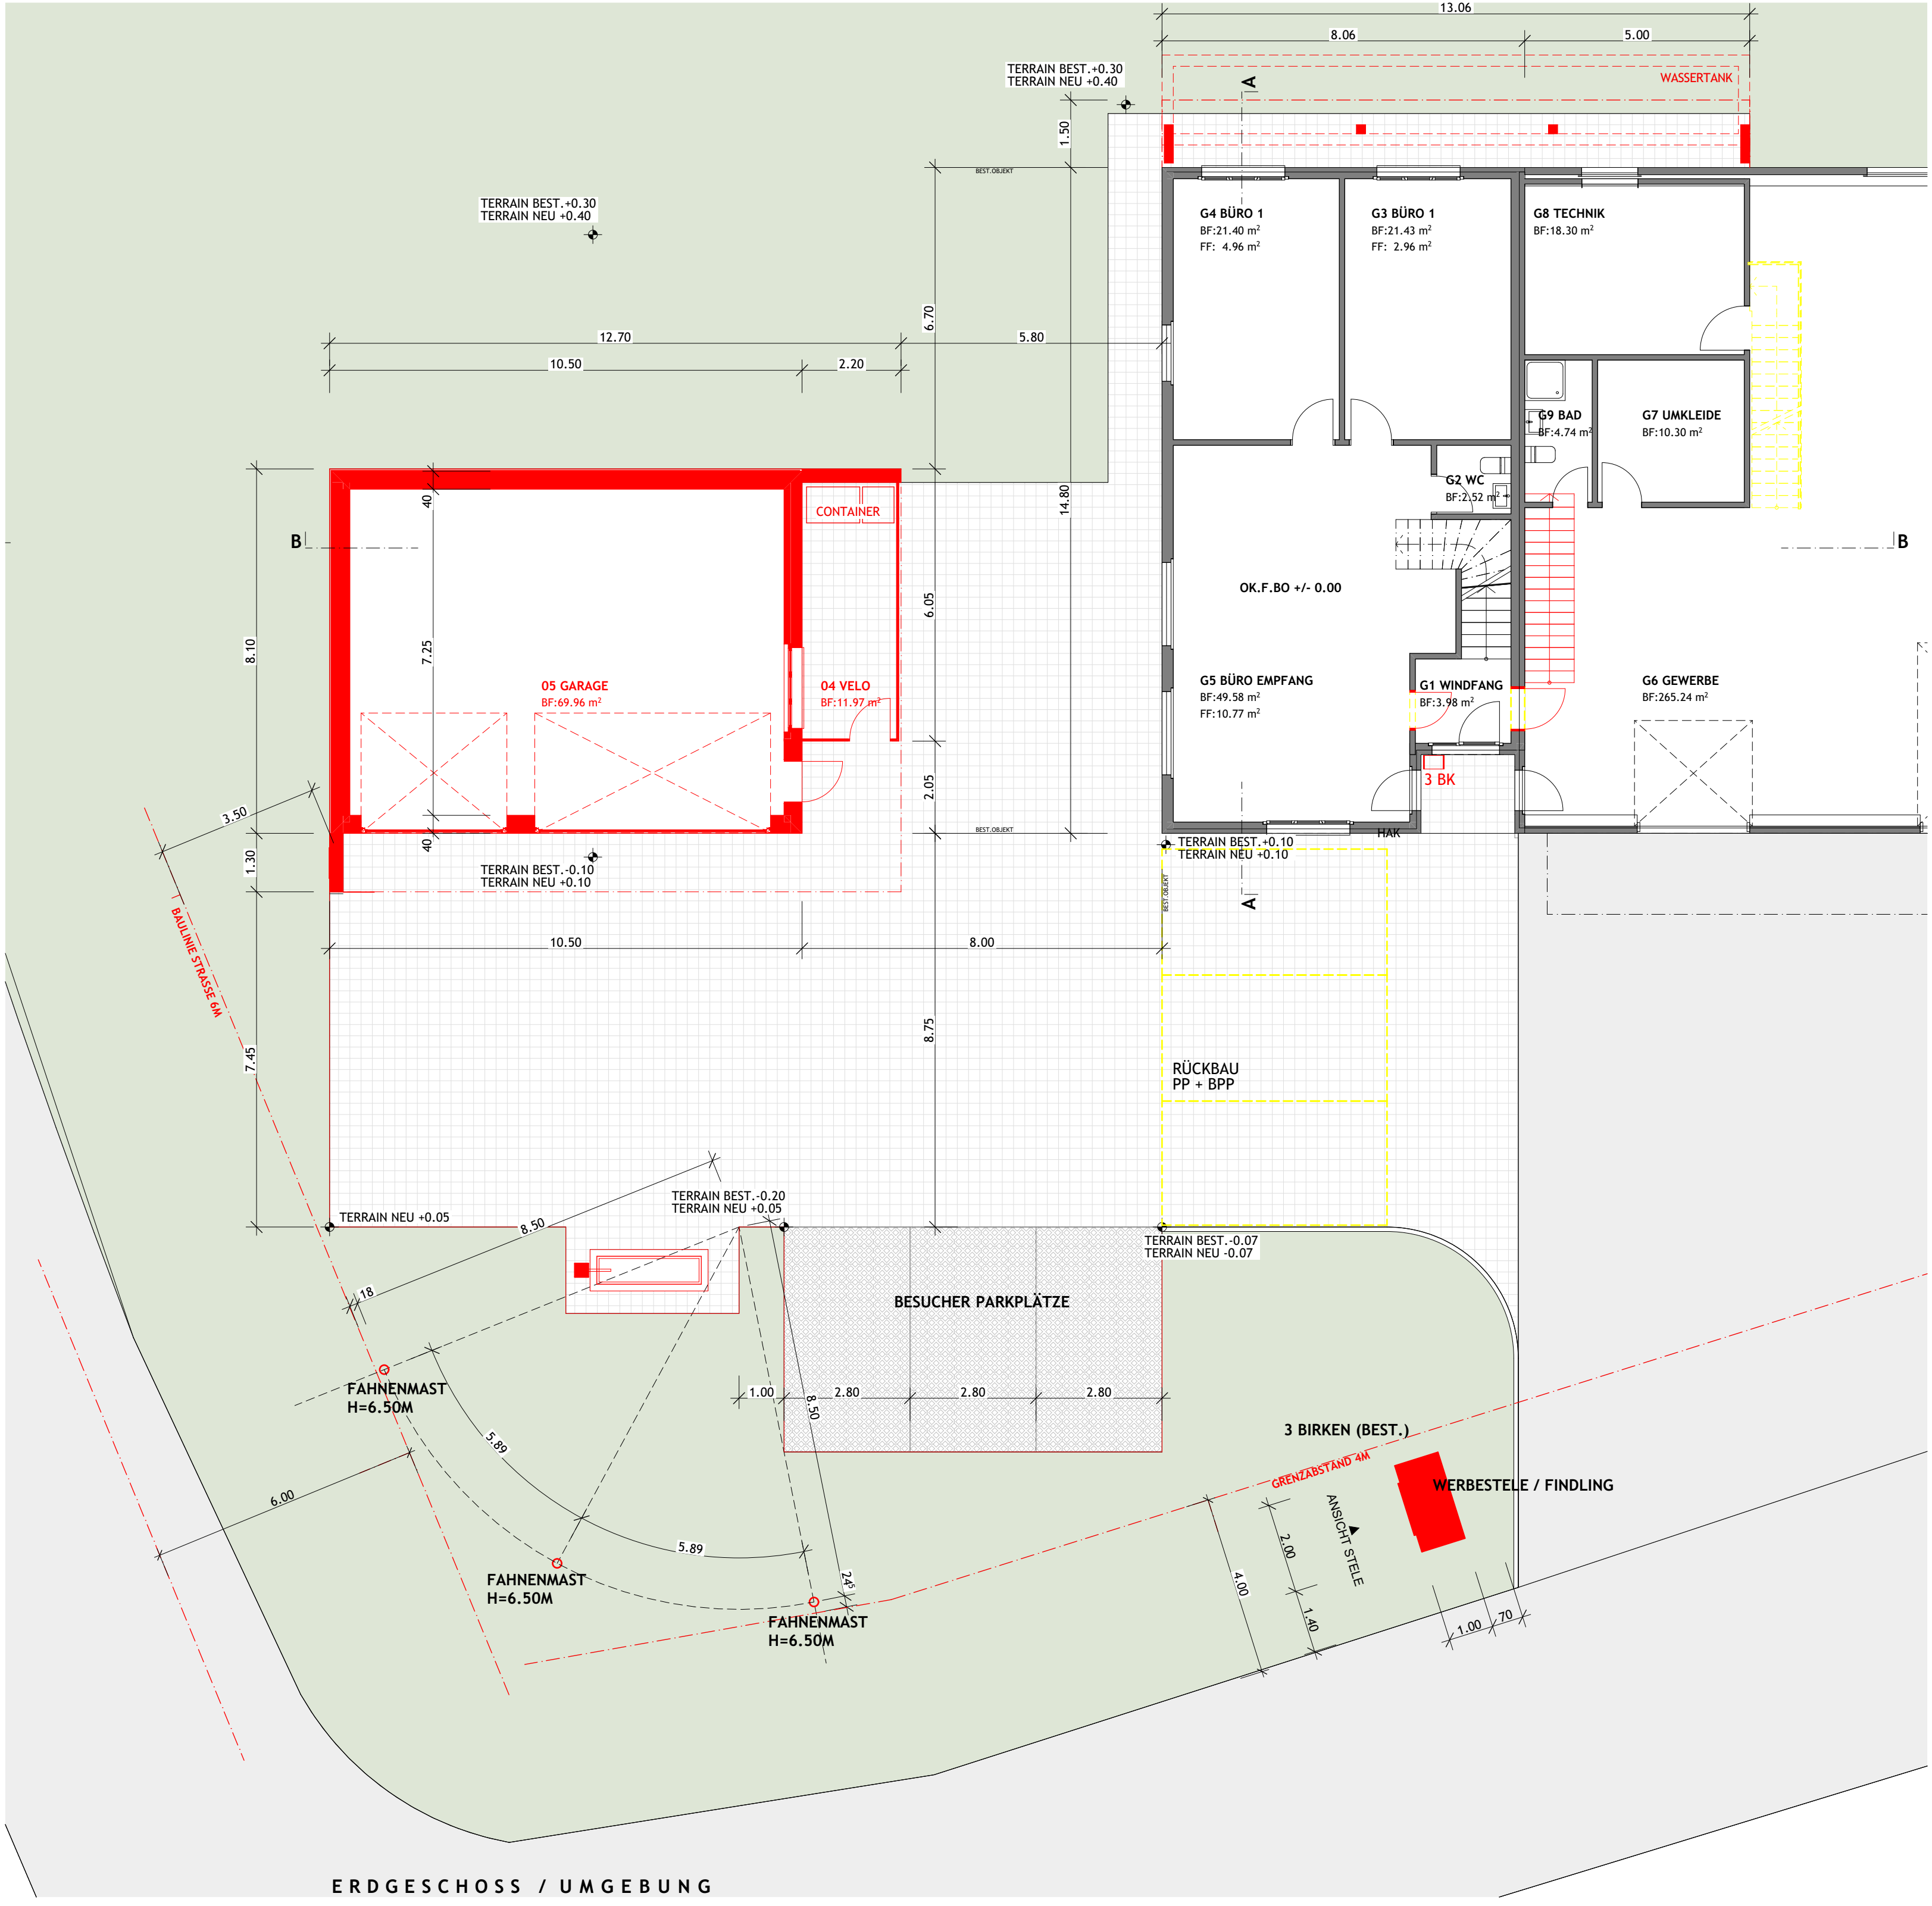 13.06
8.06
5.00
TERRAIN BEST.+0.30
TERRAIN NEU +0.40
WASSERTANK
A
1.50
BEST.OBJEKT
TERRAIN BEST.+0.30
TERRAIN NEU +0.40
G4 BÜRO 1
BF:21.40 m²
FF: 4.96 m²
G3 BÜRO 1
BF:21.43 m²
FF: 2.96 m²
G8 TECHNIK
BF:18.30 m²
6.70
12.70
5.80
10.50
2.20
G9 BAD
BF:4.74 m²
G7 UMKLEIDE
BF:10.30 m²
40
14.80
CONTAINER
G2 WC
BF:2.52 m²
B
B
OK.F.BO +/- 0.00
6.05
8.10
7.25
05 GARAGE
BF:69.96 m²
04 VELO
BF:11.97 m²
G5 BÜRO EMPFANG
BF:49.58 m²
FF:10.77 m²
G1 WINDFANG
BF:3.98 m²
G6 GEWERBE
BF:265.24 m²
3 BK
2.05
3.50
BEST.OBJEKT
HAK
40
1.30
TERRAIN BEST.-0.10
TERRAIN NEU +0.10
TERRAIN BEST.+0.10
TERRAIN NEU +0.10
BEST.OBJEKT
A
BAULINIE STRASSE 6M
10.50
8.00
8.75
7.45
RÜCKBAU
PP + BPP
TERRAIN BEST.-0.20
TERRAIN NEU +0.05
TERRAIN NEU +0.05
8.50
TERRAIN BEST.-0.07
TERRAIN NEU -0.07
18
BESUCHER PARKPLÄTZE
FAHNENMAST
H=6.50M
1.00
2.80
2.80
2.80
8.50
5.89
3 BIRKEN (BEST.)
GRENZABSTAND 4M
WERBESTELE / FINDLING
6.00
ANSICHT STELE
2.00
5.89
4.00
24⁵
FAHNENMAST
H=6.50M
1.40
1.00
70
FAHNENMAST
H=6.50M
ERDGESCHOSS / UMGEBUNG